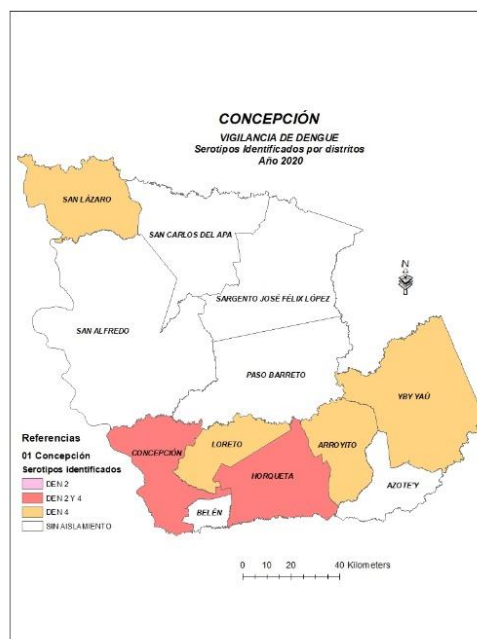 CONCEPCIÓN
VIGILANCIA DE DENGUE
Serotipos Identificados por distritos
Año 2020
SAN LÁZARO
SAN CARLOS DEL APA
N
SARGENTO JOSÉ FÉLIX LÓPEZ
SAN ALFREDO
PASO BARRETO
YBY YAÚ
Referencias
01 Concepción
Serotipos identificados
DEN 2
DEN 2 Y 4
DEN 4
SIN AISLAMIENTO
CONCEPCIÓN
LORETO
ARROYITO
HORQUETA
AZOTE'Y
BELÉN
0 10 20 40 Kilometers